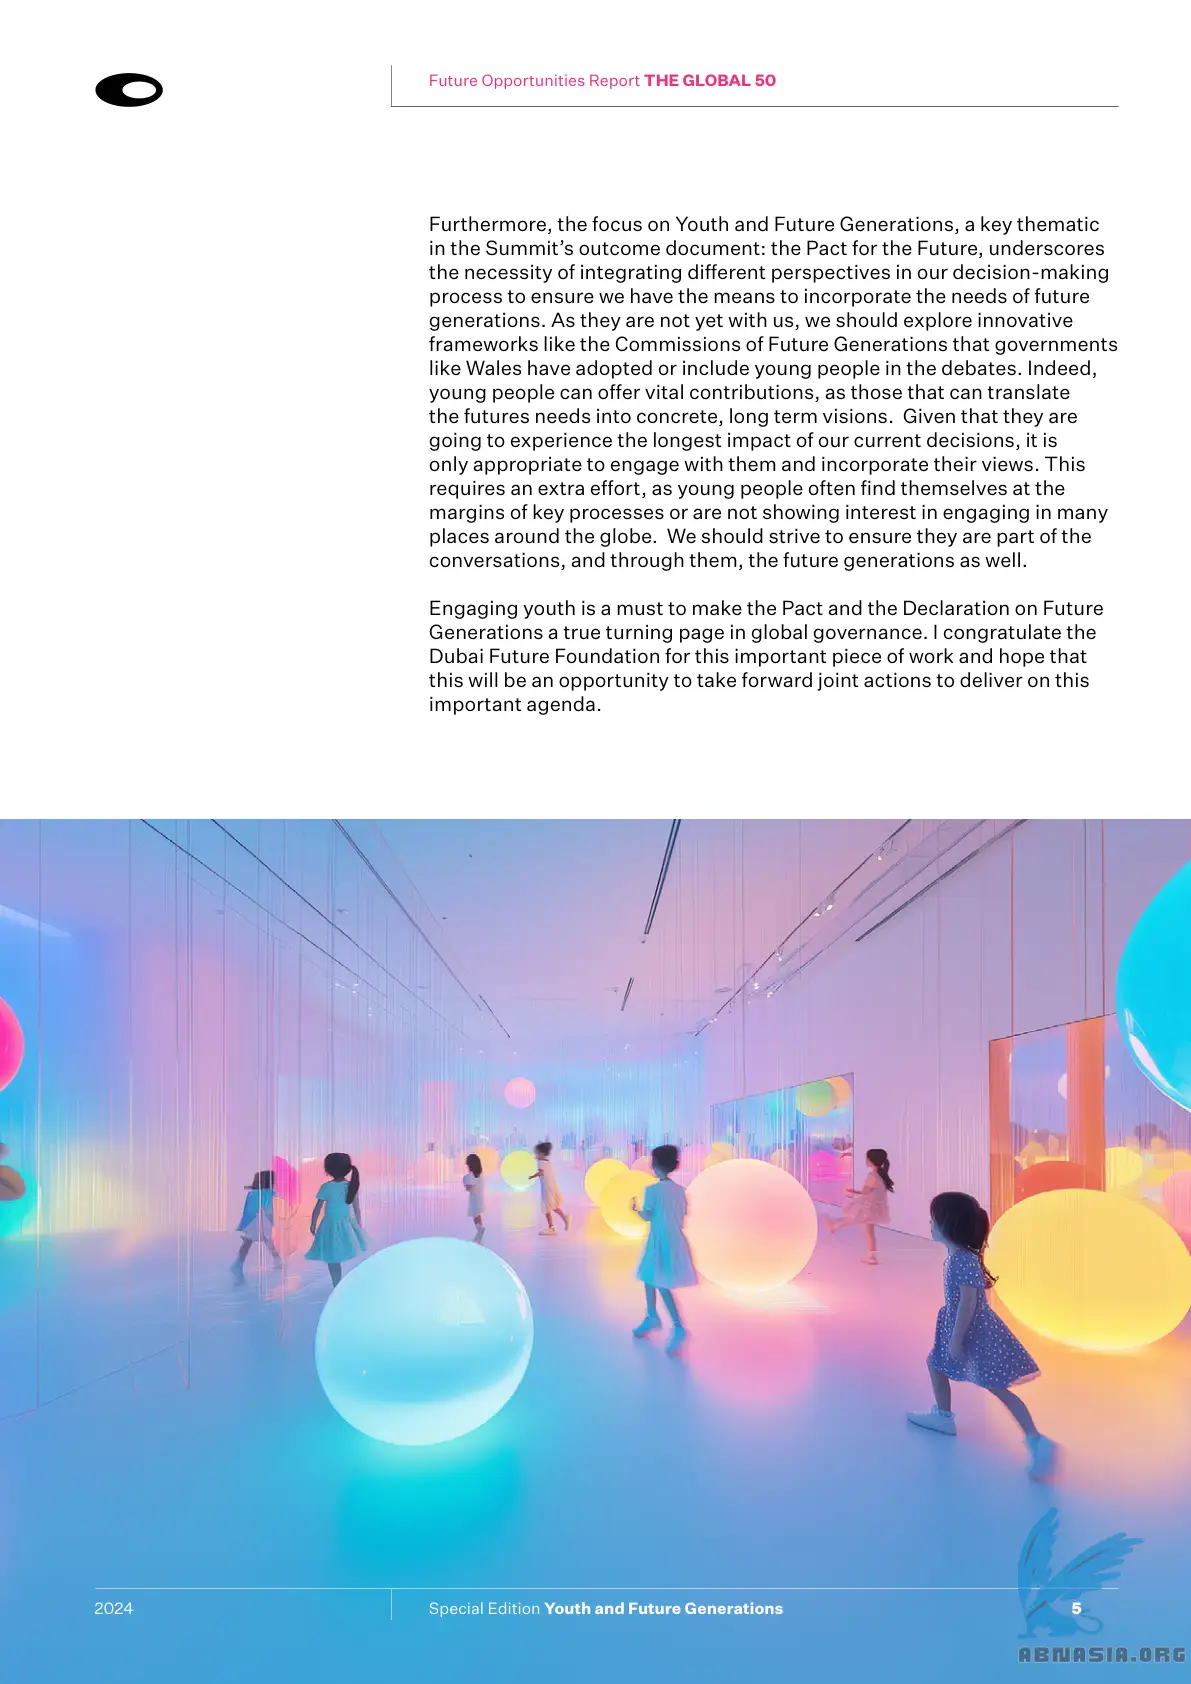 Future Opportunities Report THE GLOBAL 50
Furthermore, the focus on Youth and Future Generations, a key thematic
in the Summit’s outcome document: the Pact for the Future, underscores
the necessity of integrating different perspectives in our decision-making
process to ensure we have the means to incorporate the needs of future
generations. As they are not yet with us, we should explore innovative
frameworks like the Commissions of Future Generations that governments
like Wales have adopted or include young people in the debates. Indeed,
young people can offer vital contributions, as those that can translate
the futures needs into concrete, long term visions.  Given that they are
going to experience the longest impact of our current decisions, it is
only appropriate to engage with them and incorporate their views. This
requires an extra effort, as young people often find themselves at the
margins of key processes or are not showing interest in engaging in many
places around the globe.  We should strive to ensure they are part of the
conversations, and through them, the future generations as well.
Engaging youth is a must to make the Pact and the Declaration on Future
Generations a true turning page in global governance. I congratulate the
Dubai Future Foundation for this important piece of work and hope that
this will be an opportunity to take forward joint actions to deliver on this
important agenda.
2024
Special Edition Youth and Future Generations
5
ABNASIA.ORG